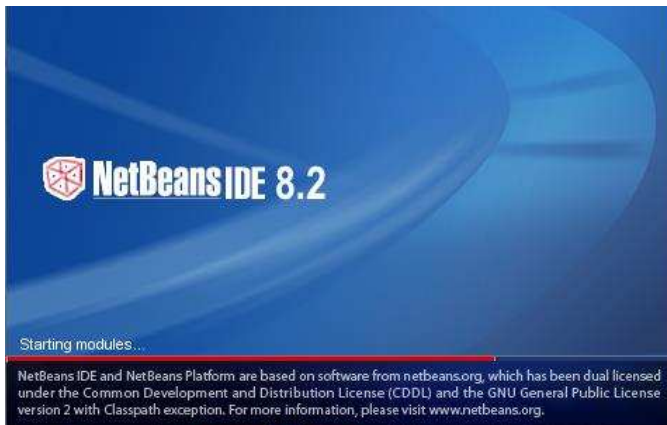 NetBeans IDE 8.2
Starting modules...
NetBeans IDE and NetBeans Platform are based on software from netbeans.org, which has been dual licensed
under the Common Development and Distribution License (CDDL) and the GNU General Public License
version 2 with Classpath exception. For more information, please visit www.netbeans.org.